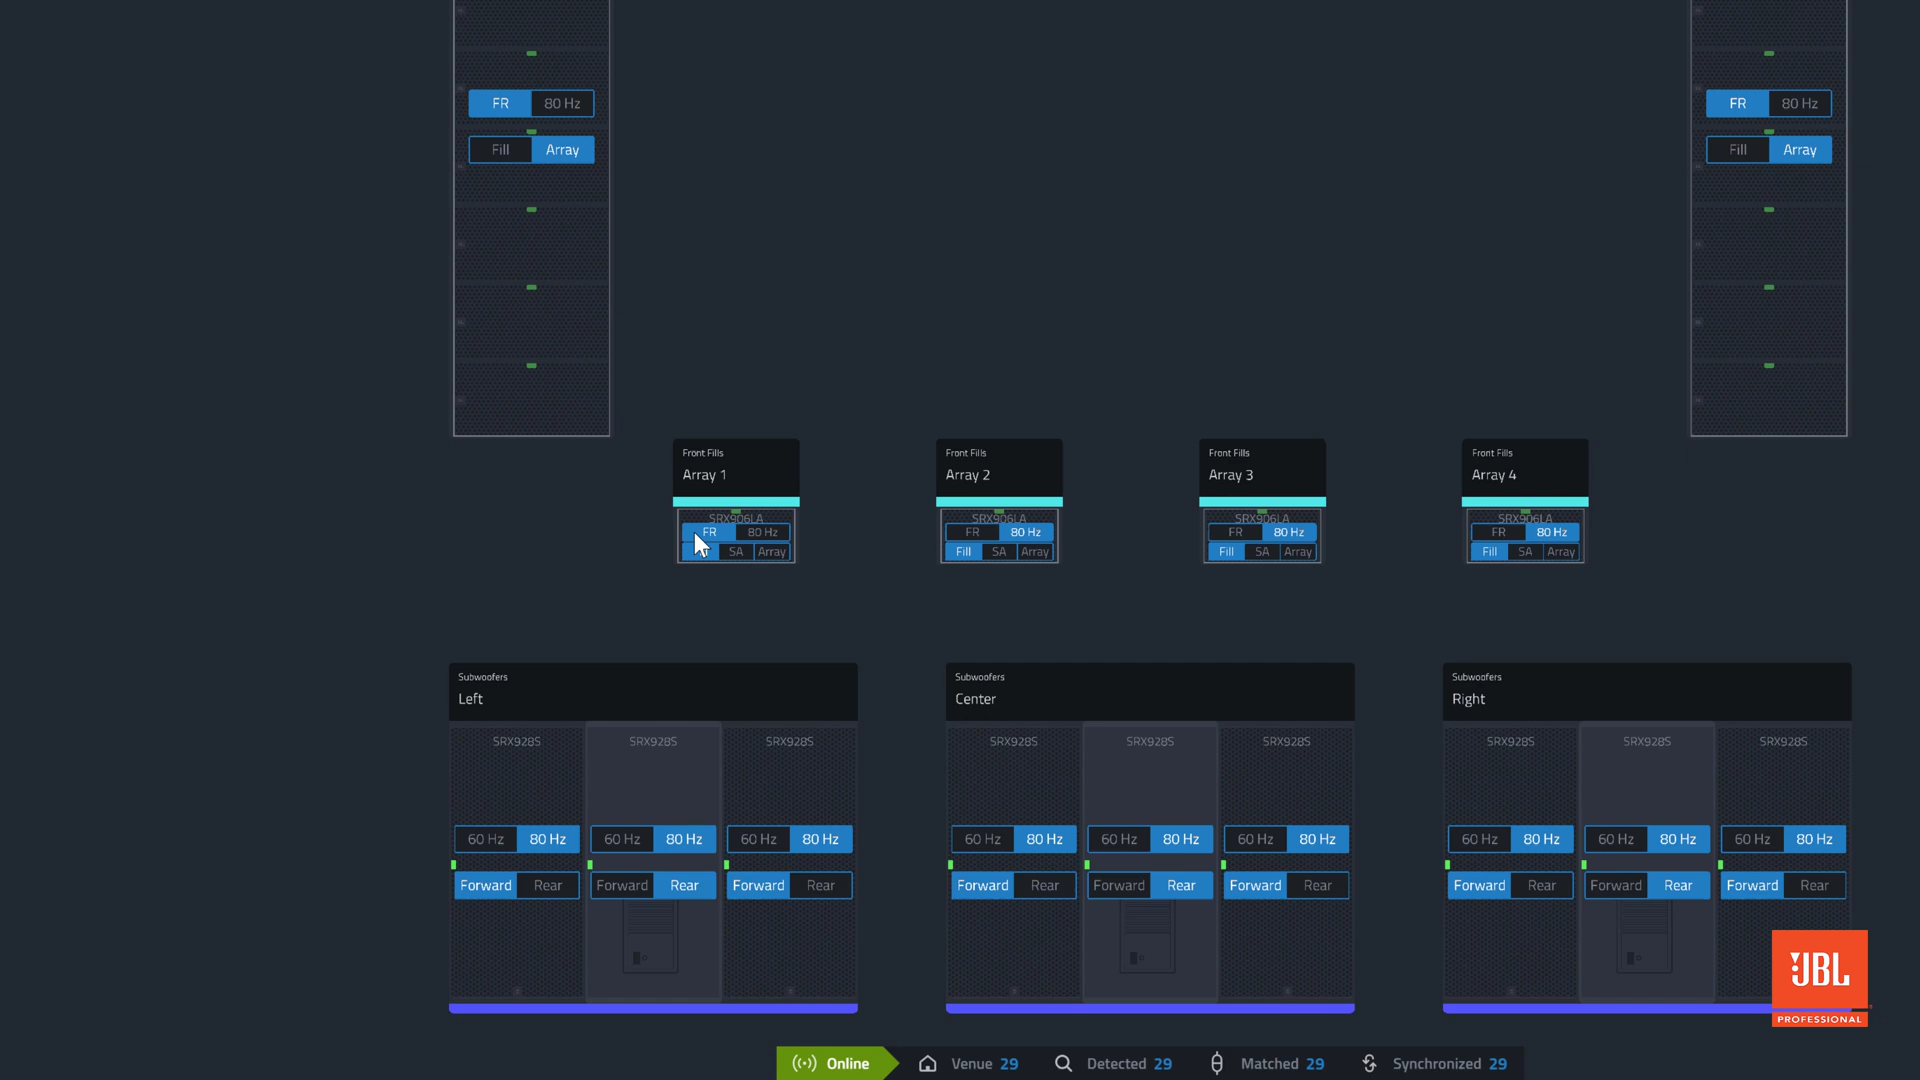 FR 80 Hz
Fill Array
FR 80 Hz
Fill Array
Front Fills
Array 1
SRX906LA
FR 80 Hz
SA Array
Front Fills
Array 2
SRX906LA
FR 80 Hz
Fill SA Array
Front Fills
Array 3
SRX906LA
FR 80 Hz
Fill SA Array
Front Fills
Array 4
SRX906LA
FR 80 Hz
Fill SA Array
Subwoofers
Left
SRX928S SRX928S SRX928S
60 Hz 80 Hz 60 Hz 80 Hz 60 Hz 80 Hz
Forward Rear Forward Rear Forward Rear
Subwoofers
Center
SRX928S SRX928S SRX928S
60 Hz 80 Hz 60 Hz 80 Hz 60 Hz 80 Hz
Forward Rear Forward Rear Forward Rear
Subwoofers
Right
SRX928S SRX928S SRX928S
60 Hz 80 Hz 60 Hz 80 Hz 60 Hz 80 Hz
Forward Rear Forward Rear Forward Rear
JBL
PROFESSIONAL
Online Venue 29 Detected 29 Matched 29 Synchronized 29